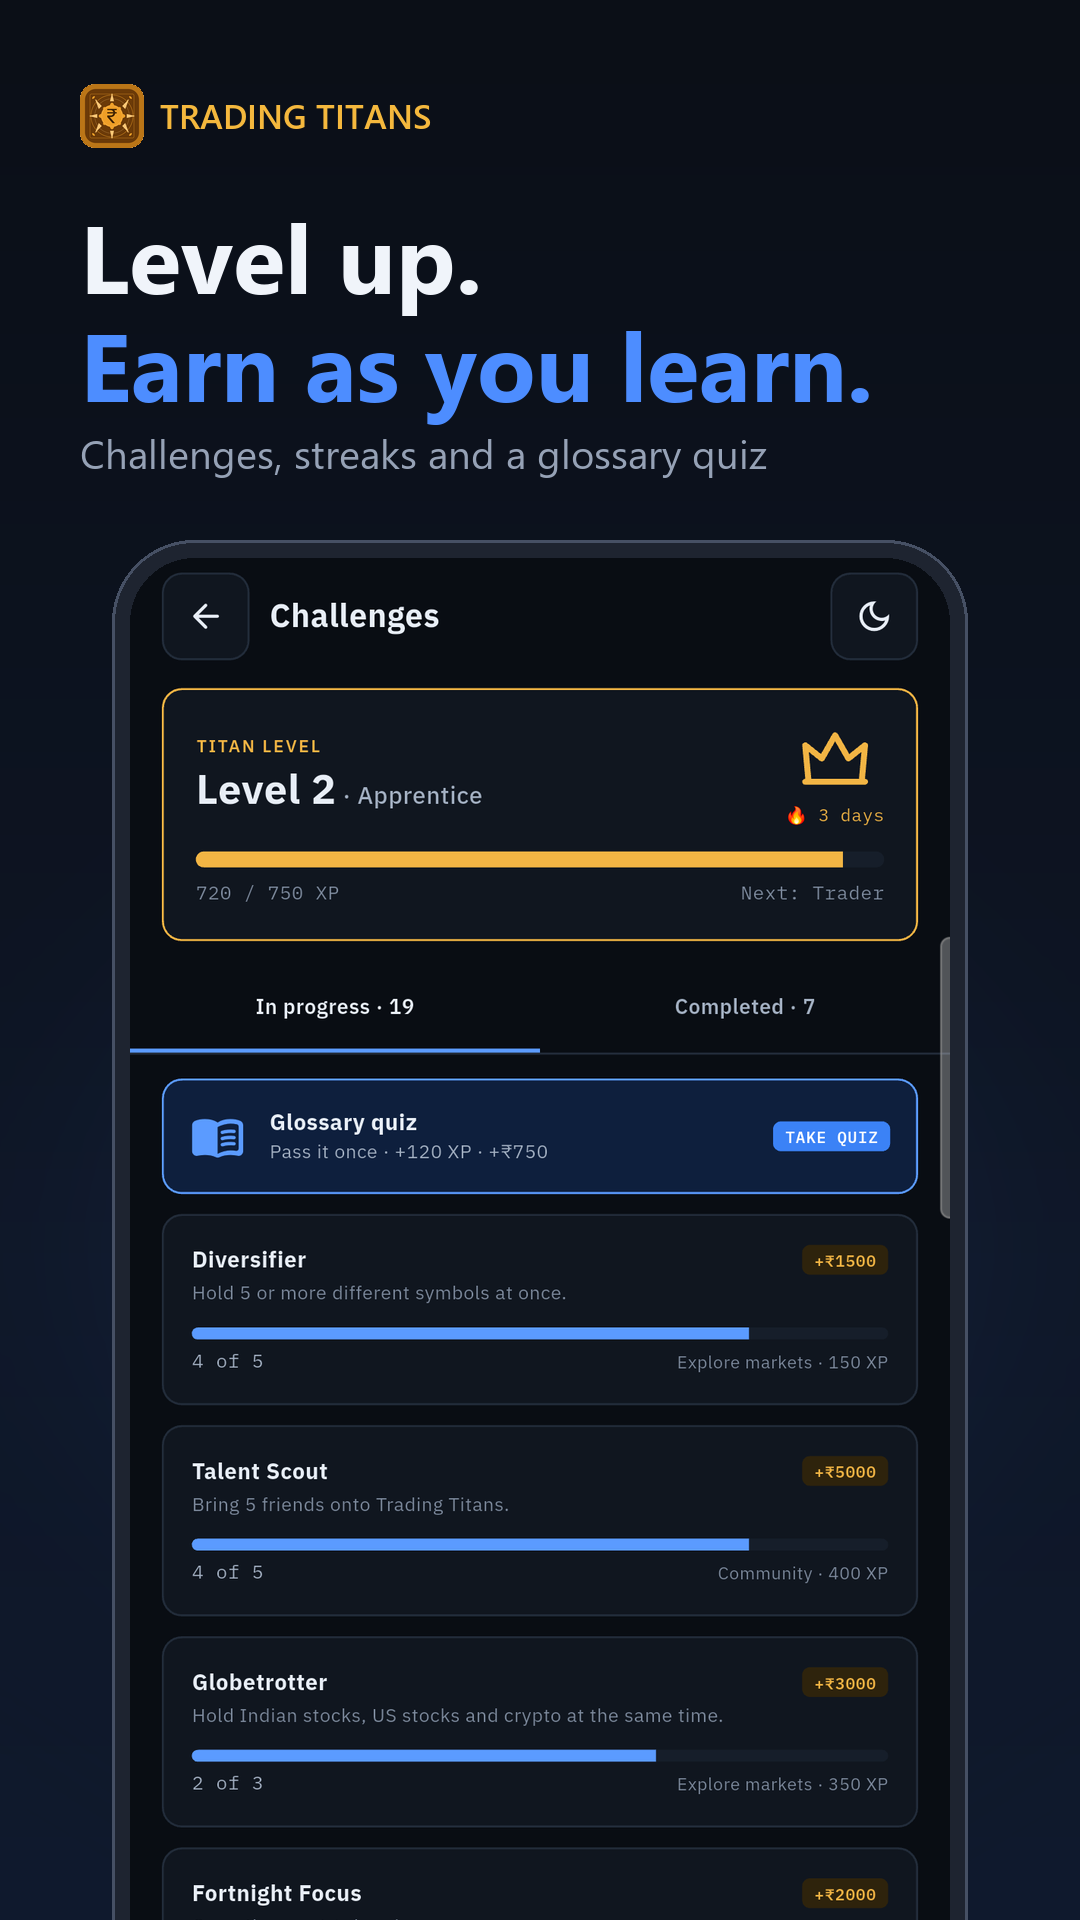 TRADING TITANS
Level up.
Earn as you learn.
Challenges, streaks and a glossary quiz
Challenges
TITAN LEVEL
Level 2 · Apprentice
🔥 3 days
720 / 750 XP
Next: Trader
In progress · 19
Completed · 7
Glossary quiz
Pass it once · +120 XP · +₹750
TAKE QUIZ
Diversifier
+₹1500
Hold 5 or more different symbols at once.
4 of 5
Explore markets · 150 XP
Talent Scout
+₹5000
Bring 5 friends onto Trading Titans.
4 of 5
Community · 400 XP
Globetrotter
+₹3000
Hold Indian stocks, US stocks and crypto at the same time.
2 of 3
Explore markets · 350 XP
Fortnight Focus
+₹2000